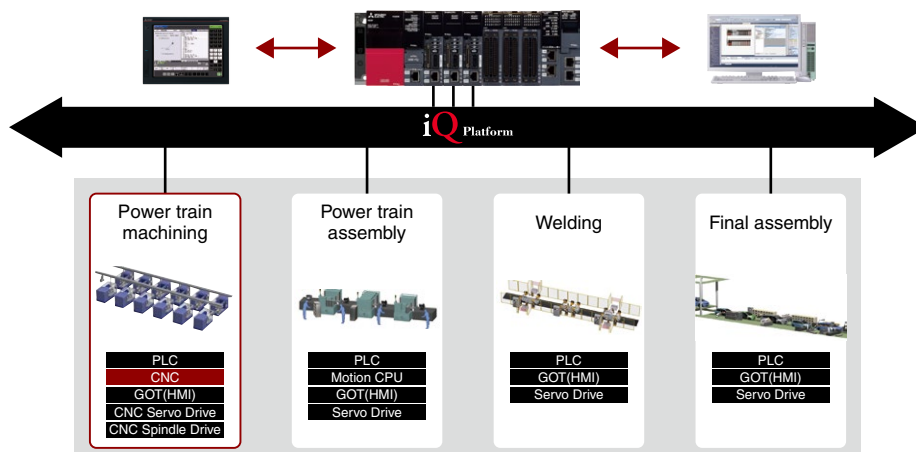 iQ Platform
Power train
machining
PLC
CNC
GOT(HMI)
CNC Servo Drive
CNC Spindle Drive
Power train
assembly
PLC
Motion CPU
GOT(HMI)
Servo Drive
Welding
PLC
GOT(HMI)
Servo Drive
Final assembly
PLC
GOT(HMI)
Servo Drive